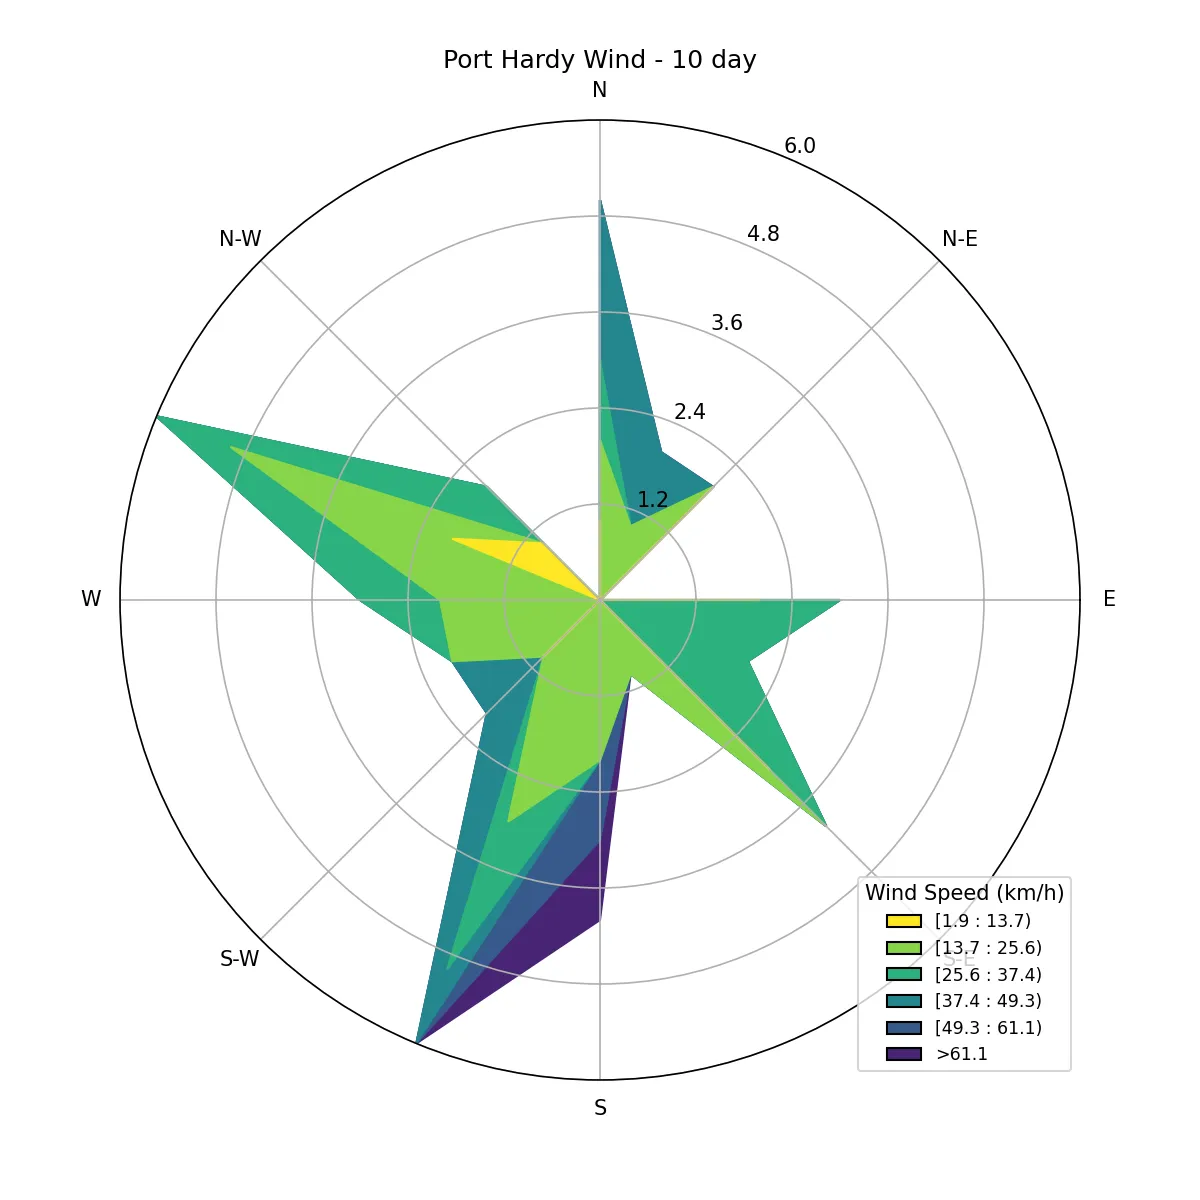 Port Hardy Wind - 10 day
N
6.0
4.8
N-W
N-E
3.6
2.4
1.2
W
E
Wind Speed (km/h)
[1.9 : 13.7)
[13.7 : 25.6)
S-W
S-E
[25.6 : 37.4)
[37.4 : 49.3)
[49.3 : 61.1)
>61.1
S